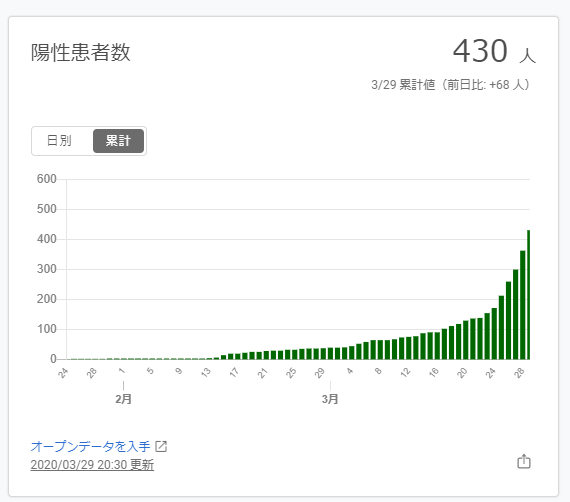 陽性患者数
430 人
3/29 累計値（前日比: +68 人）
日別 累計
600
500
400
300
200
100
0
24 28 1 5 9 13 17 21 25 29 4 8 12 16 20 24 28
2月 3月
オープンデータを入手
2020/03/29 20:30 更新